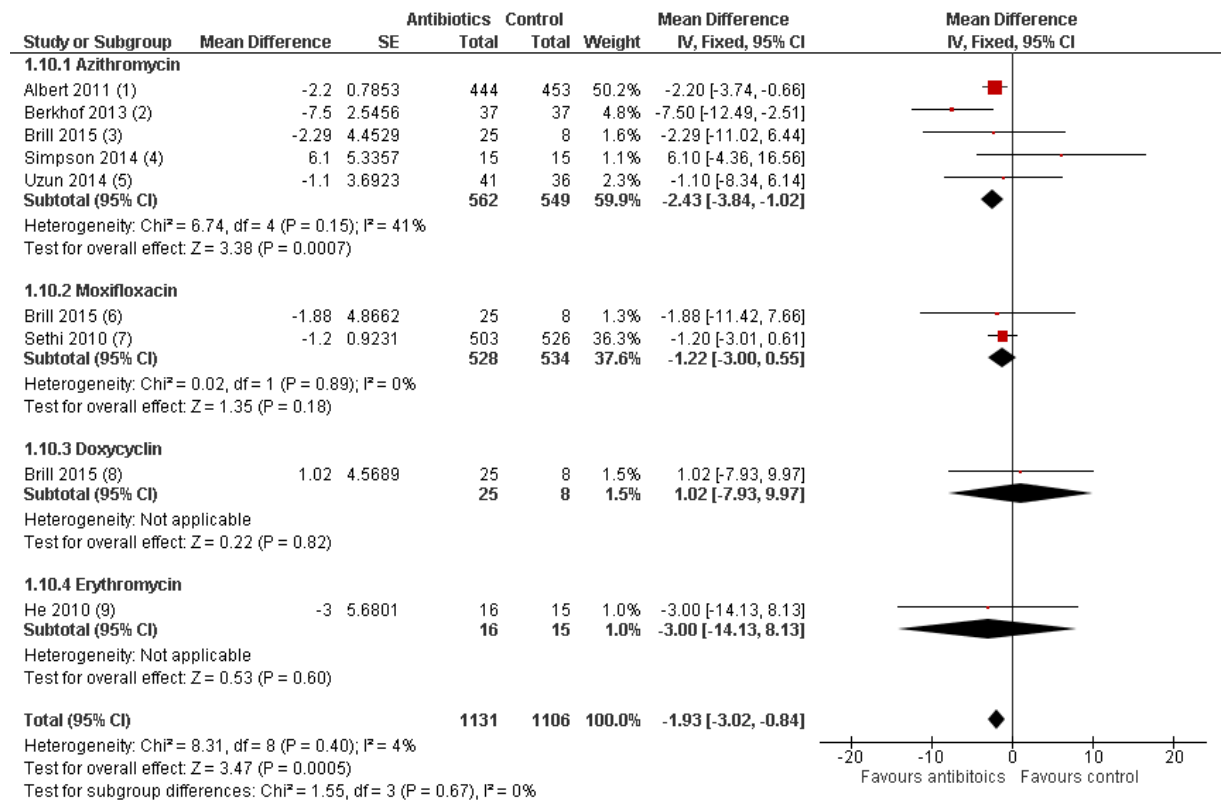 Antibiotics Control Mean Difference Mean Difference
Study or Subgroup Mean Difference SE Total Total Weight IV, Fixed, 95% CI IV, Fixed, 95% CI
1.10.1 Azithromycin
Albert 2011 (1) -2.2 0.7853 444 453 50.2% -2.20 [-3.74, -0.66]
Berkhof 2013 (2) -7.5 2.5456 37 37 4.8% -7.50 [-12.49, -2.51]
Brill 2015 (3) -2.29 4.4529 25 8 1.6% -2.29 [-11.02, 6.44]
Simpson 2014 (4) 6.1 5.3357 15 15 1.1% 6.10 [-4.36, 16.56]
Uzun 2014 (5) -1.1 3.6923 41 36 2.3% -1.10 [-8.34, 6.14]
Subtotal (95% CI) 562 549 59.9% -2.43 [-3.84, -1.02]
Heterogeneity: Chi² = 6.74, df = 4 (P = 0.15); I² = 41%
Test for overall effect: Z = 3.38 (P = 0.0007)
1.10.2 Moxifloxacin
Brill 2015 (6) -1.88 4.8662 25 8 1.3% -1.88 [-11.42, 7.66]
Sethi 2010 (7) -1.2 0.9231 503 526 36.3% -1.20 [-3.01, 0.61]
Subtotal (95% CI) 528 534 37.6% -1.22 [-3.00, 0.55]
Heterogeneity: Chi² = 0.02, df = 1 (P = 0.89); I² = 0%
Test for overall effect: Z = 1.35 (P = 0.18)
1.10.3 Doxycyclin
Brill 2015 (8) 1.02 4.5689 25 8 1.5% 1.02 [-7.93, 9.97]
Subtotal (95% CI) 25 8 1.5% 1.02 [-7.93, 9.97]
Heterogeneity: Not applicable
Test for overall effect: Z = 0.22 (P = 0.82)
1.10.4 Erythromycin
He 2010 (9) -3 5.6801 16 15 1.0% -3.00 [-14.13, 8.13]
Subtotal (95% CI) 16 15 1.0% -3.00 [-14.13, 8.13]
Heterogeneity: Not applicable
Test for overall effect: Z = 0.53 (P = 0.60)
Total (95% CI) 1131 1106 100.0% -1.93 [-3.02, -0.84]
Heterogeneity: Chi² = 8.31, df = 8 (P = 0.40); I² = 4%
Test for overall effect: Z = 3.47 (P = 0.0005)
Test for subgroup differences: Chi² = 1.55, df = 3 (P = 0.67), I² = 0%
-20 -10 0 10 20
Favours antibitoics Favours control